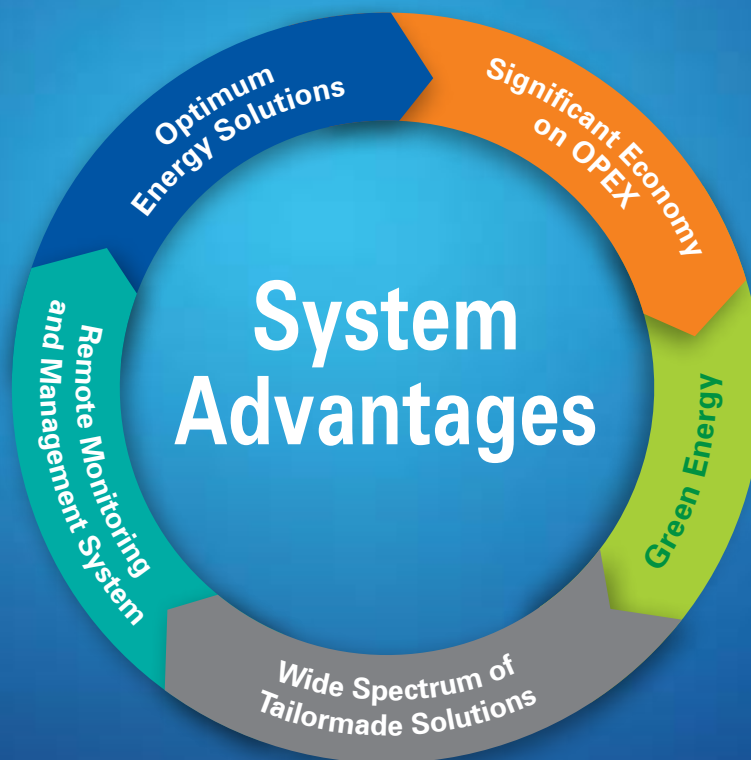 System
Advantages
Optimum
Energy Solutions
Significant Economy
on OPEX
Green Energy
Wide Spectrum of
Tailormade Solutions
Remote Monitoring
and Management System